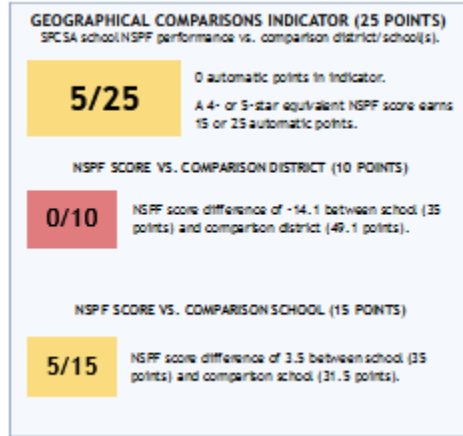 GEOGRAPHICAL COMPARISONS INDICATOR (25 POINTS)
SPCSA school NSPF performance vs. comparison district/school(s).
5/25
0 automatic points in indicator.
A 4- or 5-star equivalent NSPF score earns
15 or 25 automatic points.
NSPF SCORE VS. COMPARISON DISTRICT (10 POINTS)
0/10
NSPF score difference of -14.1 between school (35
points) and comparison district (49.1 points).
NSPF SCORE VS. COMPARISON SCHOOL (15 POINTS)
5/15
NSPF score difference of 3.5 between school (35
points) and comparison school (31.5 points).